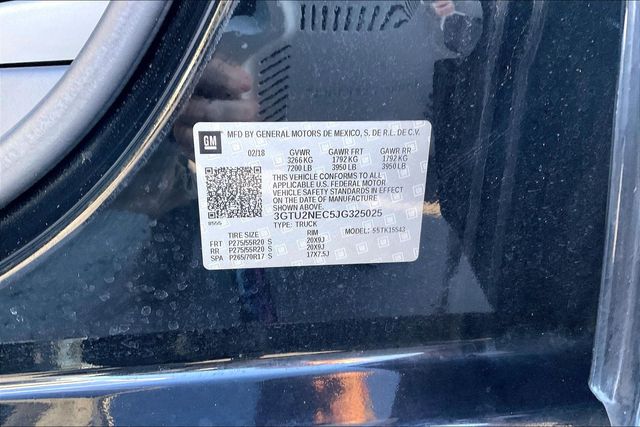 GM MFD BY GENERAL MOTORS DE MEXICO, S. DE R.L. DE C.V.
02/18 GVWR GAWR FRT GAWR RR
3266 KG 1792 KG 1792 KG
7200 LB 3950 LB 3950 LB
THIS VEHICLE CONFORMS TO ALL
APPLICABLE U.S. FEDERAL MOTOR
VEHICLE SAFETY STANDARDS IN EFFECT
ON THE DATE OF MANUFACTURE
SHOWN ABOVE.
3GTU2NEC5JG325025
TYPE: TRUCK
TIRE SIZE RIM MODEL:
FRT P275/55R20 S 20X9J
RR P275/55R20 S 20X9J
SPA P265/70R17 S 17X7.5J